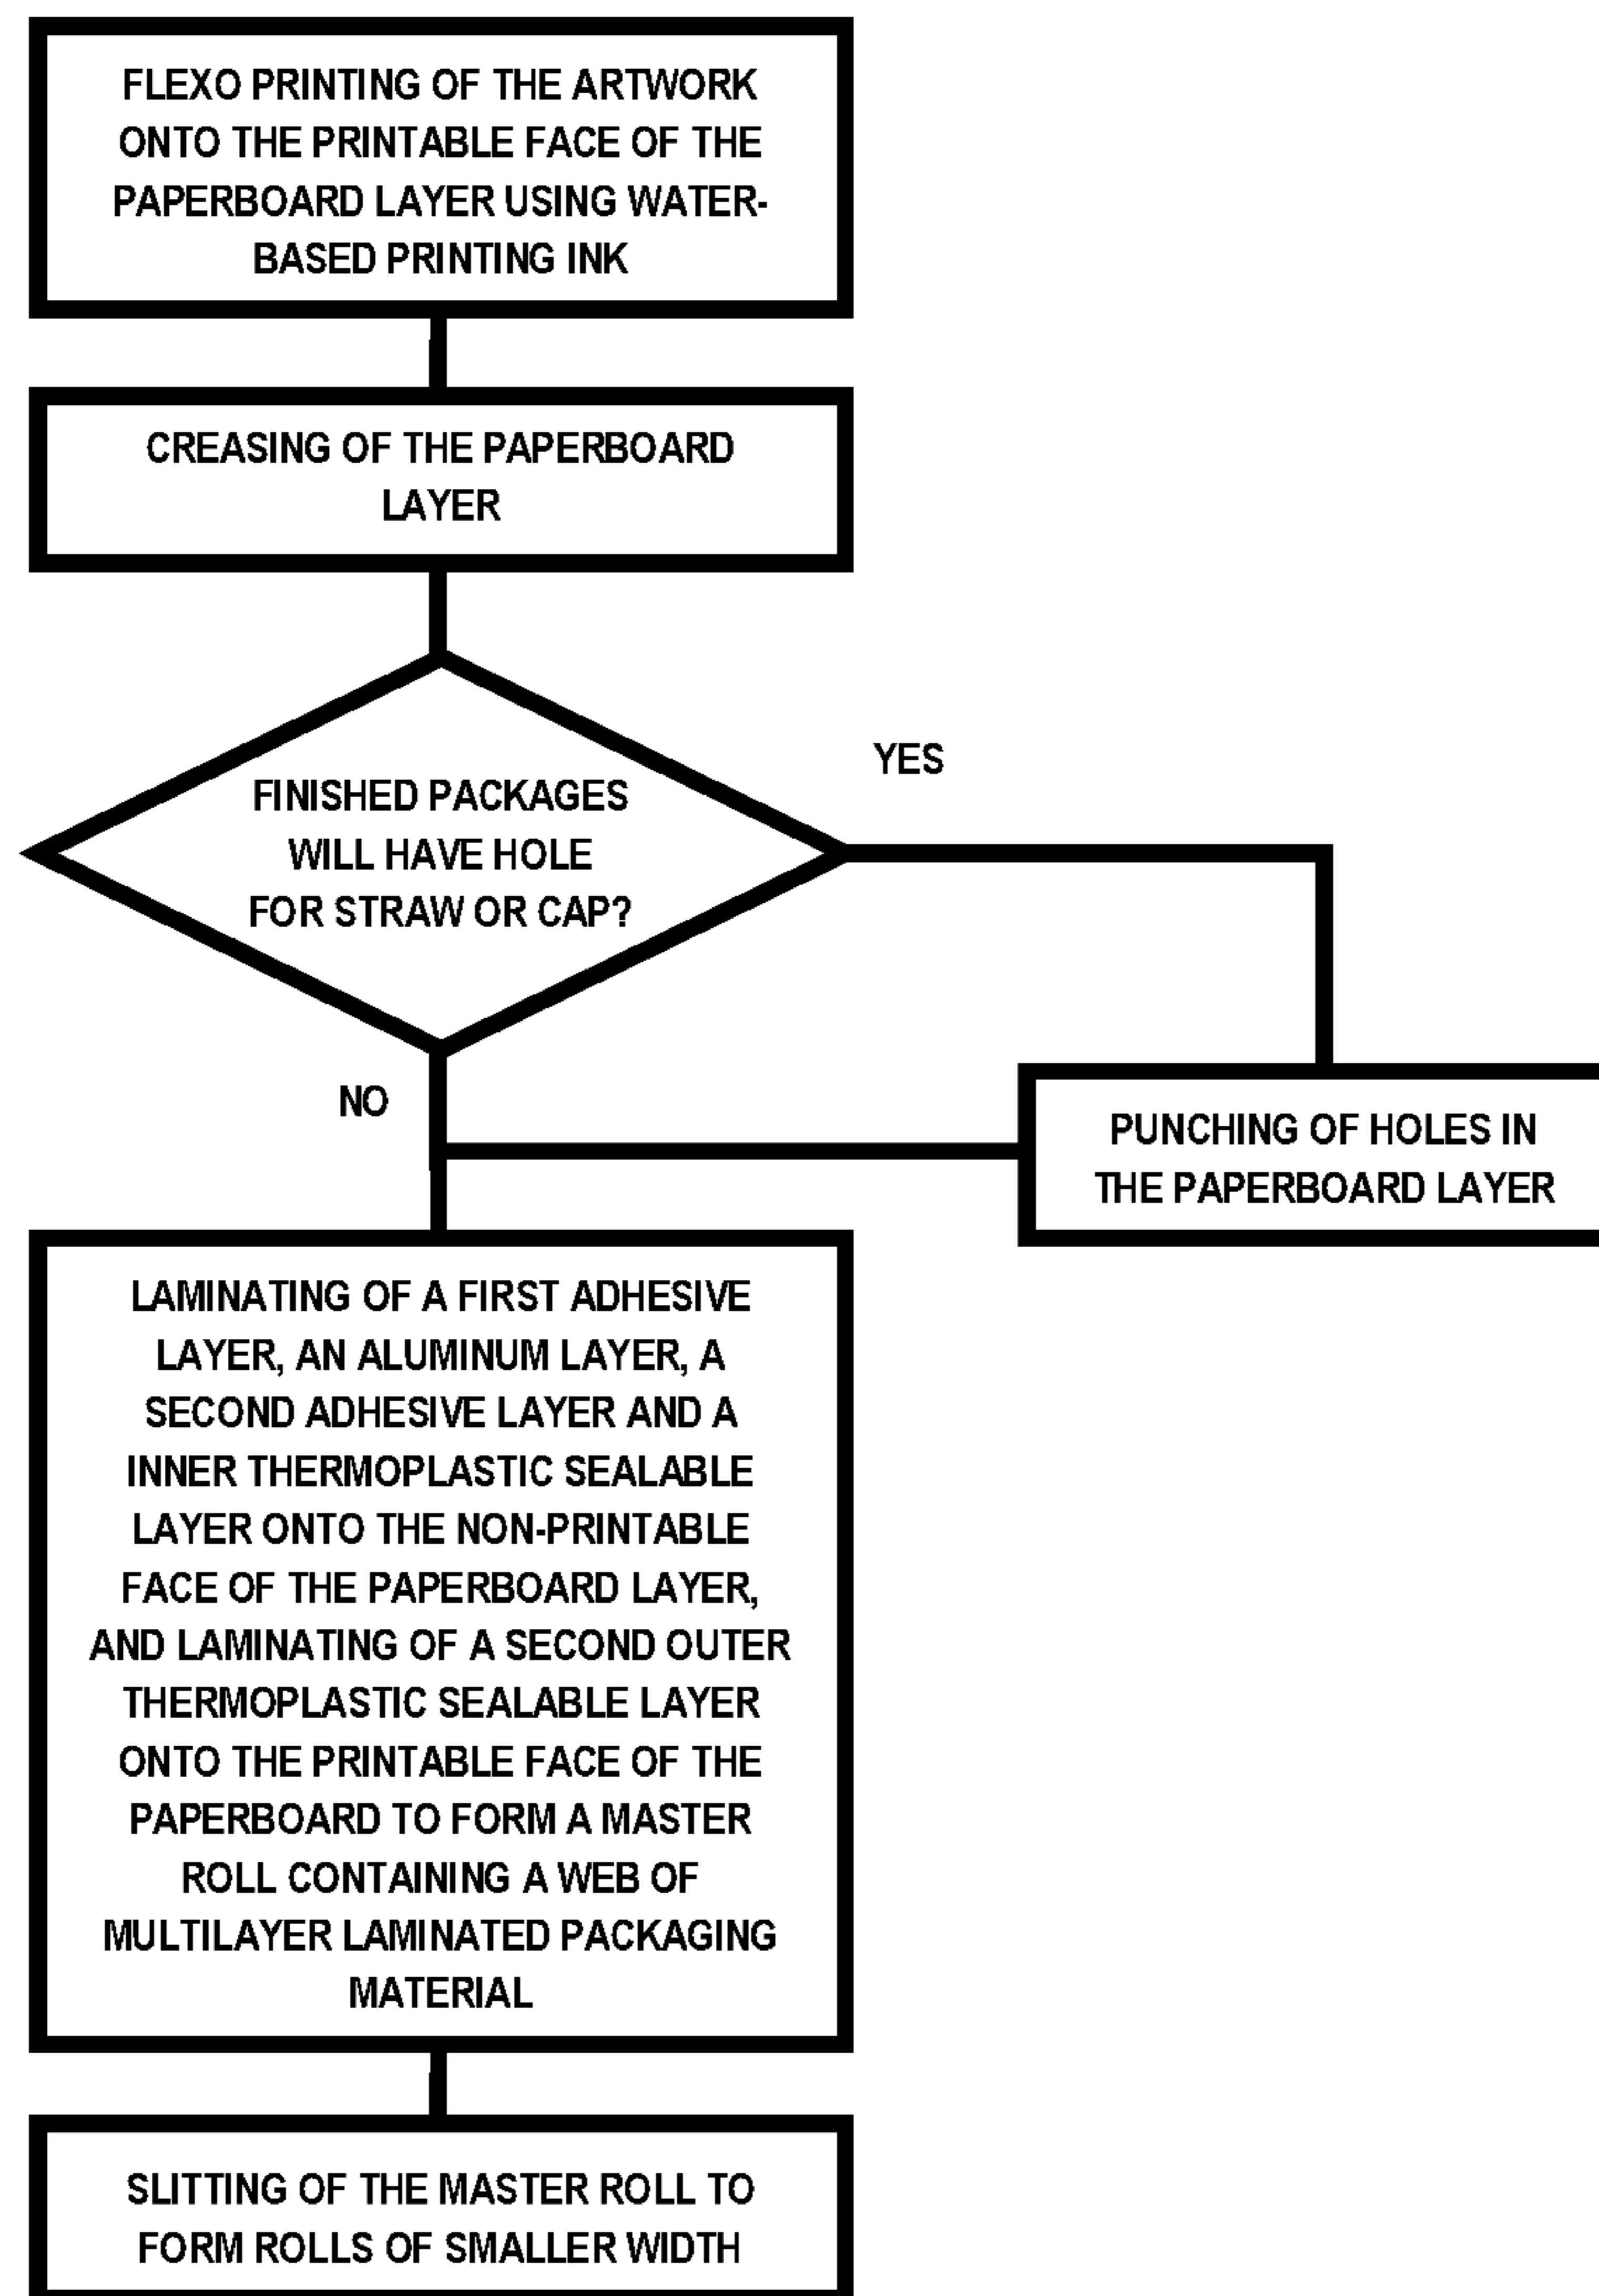 FLEXO PRINTING OF THE ARTWORK
ONTO THE PRINTABLE FACE OF THE
PAPERBOARD LAYER USING WATER-
BASED PRINTING INK
CREASING OF THE PAPERBOARD
LAYER
FINISHED PACKAGES
WILL HAVE HOLE
FOR STRAW OR CAP?
YES
NO
PUNCHING OF HOLES IN
THE PAPERBOARD LAYER
LAMINATING OF A FIRST ADHESIVE
LAYER, AN ALUMINUM LAYER, A
SECOND ADHESIVE LAYER AND A
INNER THERMOPLASTIC SEALABLE
LAYER ONTO THE NON-PRINTABLE
FACE OF THE PAPERBOARD LAYER,
AND LAMINATING OF A SECOND OUTER
THERMOPLASTIC SEALABLE LAYER
ONTO THE PRINTABLE FACE OF THE
PAPERBOARD TO FORM A MASTER
ROLL CONTAINING A WEB OF
MULTILAYER LAMINATED PACKAGING
MATERIAL
SLITTING OF THE MASTER ROLL TO
FORM ROLLS OF SMALLER WIDTH